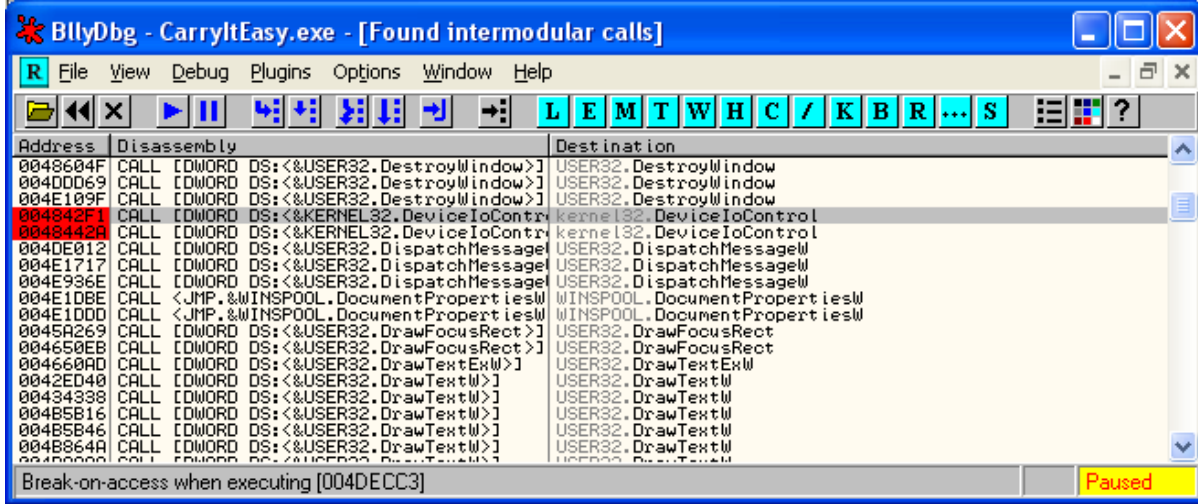 BllyDbg - CarryItEasy.exe - [Found intermodular calls]
R File View Debug Plugins Options Window Help
L E M T W H C / K B R ... S ?
Address Disassembly Destination
0048604F CALL [DWORD DS:<&USER32.DestroyWindow>] USER32.DestroyWindow
004DDD69 CALL [DWORD DS:<&USER32.DestroyWindow>] USER32.DestroyWindow
004E109F CALL [DWORD DS:<&USER32.DestroyWindow>] USER32.DestroyWindow
004842F1 CALL [DWORD DS:<&KERNEL32.DeviceIoContr kernel32.DeviceIoControl
0048442A CALL [DWORD DS:<&KERNEL32.DeviceIoContr kernel32.DeviceIoControl
004DE012 CALL [DWORD DS:<&USER32.DispatchMessage USER32.DispatchMessageW
004E1717 CALL [DWORD DS:<&USER32.DispatchMessage USER32.DispatchMessageW
004E936E CALL [DWORD DS:<&USER32.DispatchMessage USER32.DispatchMessageW
004E1DBE CALL <JMP.&WINSPOOL.DocumentPropertiesW WINSPOOL.DocumentPropertiesW
004E1DDD CALL <JMP.&WINSPOOL.DocumentPropertiesW WINSPOOL.DocumentPropertiesW
0045A269 CALL [DWORD DS:<&USER32.DrawFocusRect>] USER32.DrawFocusRect
004650EB CALL [DWORD DS:<&USER32.DrawFocusRect>] USER32.DrawFocusRect
004660AD CALL [DWORD DS:<&USER32.DrawTextExW>] USER32.DrawTextExW
0042ED40 CALL [DWORD DS:<&USER32.DrawTextW>] USER32.DrawTextW
00434338 CALL [DWORD DS:<&USER32.DrawTextW>] USER32.DrawTextW
004B5B16 CALL [DWORD DS:<&USER32.DrawTextW>] USER32.DrawTextW
004B5B46 CALL [DWORD DS:<&USER32.DrawTextW>] USER32.DrawTextW
004B864A CALL [DWORD DS:<&USER32.DrawTextW>] USER32.DrawTextW
Break-on-access when executing [004DECC3] Paused